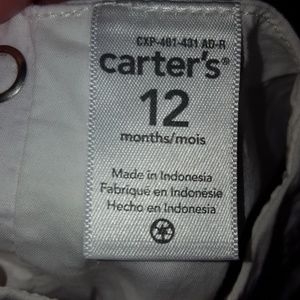 CXP-401-431 AD-R
carter's®
12
months/mois
Made in Indonesia
Fabriqué en Indonésie
Hecho en Indonesia